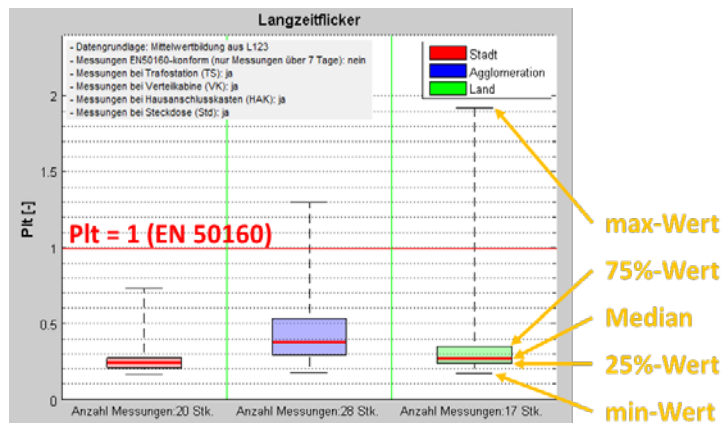 Langzeitflicker
- Datengrundlage: Mittelwertbildung aus L123
- Messungen EN50160-konform (nur Messungen über 7 Tage): nein
- Messungen bei Trafostation (TS): ja
- Messungen bei Verteilkabine (VK): ja
- Messungen bei Hausanschlusskasten (HAK): ja
- Messungen bei Steckdose (Std): ja
Stadt
Agglomeration
Land
Plt [-]
2
1.5
1
0.5
0
Plt = 1 (EN 50160)
max-Wert
75%-Wert
Median
25%-Wert
min-Wert
Anzahl Messungen:20 Stk.
Anzahl Messungen:28 Stk.
Anzahl Messungen:17 Stk.